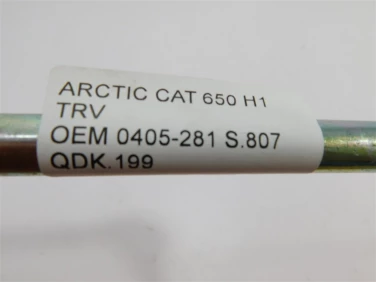 ARCTIC CAT 650 H1
TRV
OEM 0405-281 S.807
QDK.199